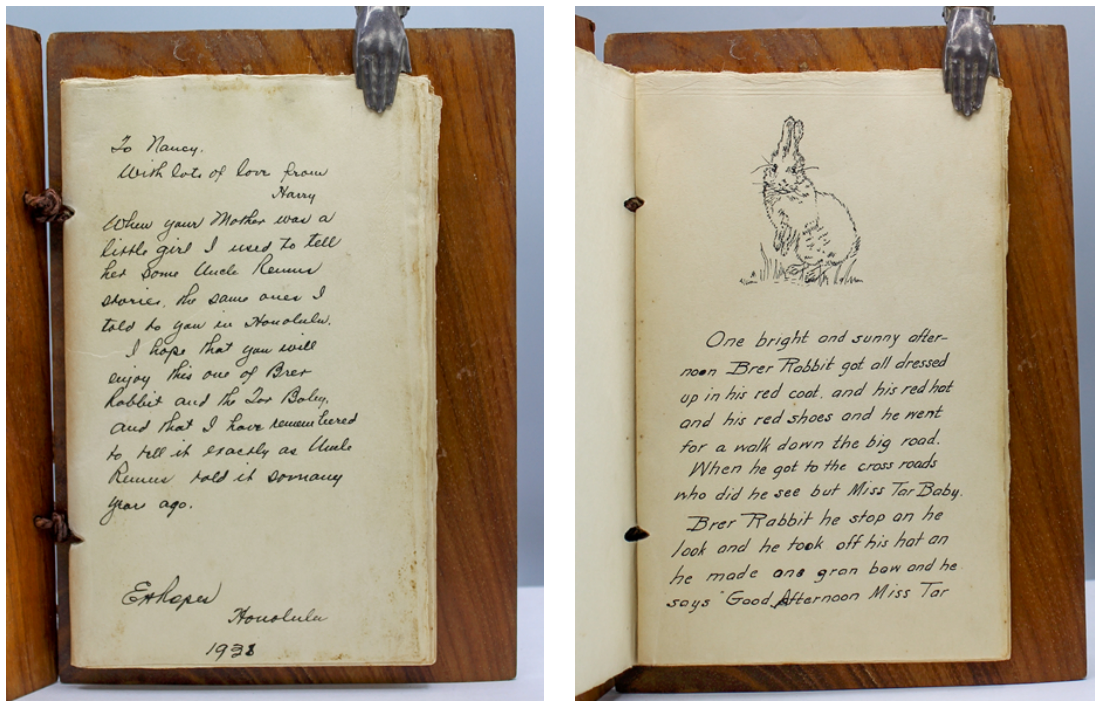 To Nancy.
With lots of love from
Harry
When your Mother was a
little girl I used to tell
her some Uncle Remus
stories, the same ones I
told to you in Honolulu.
I hope that you will
enjoy this one of Brer
Rabbit and the Tar Baby,
and that I have remembered
to tell it exactly as Uncle
Remus told it so many
years ago.
Honolulu
1938
One bright and sunny after-
noon Brer Rabbit got all dressed
up in his red coat, and his red hat
and his red shoes and he went
for a walk down the big road.
When he got to the cross roads
who did he see but Miss Tar Baby.
Brer Rabbit he stop an he
look and he took off his hat an
he made one gran bow and he
says "Good Afternoon Miss Tar